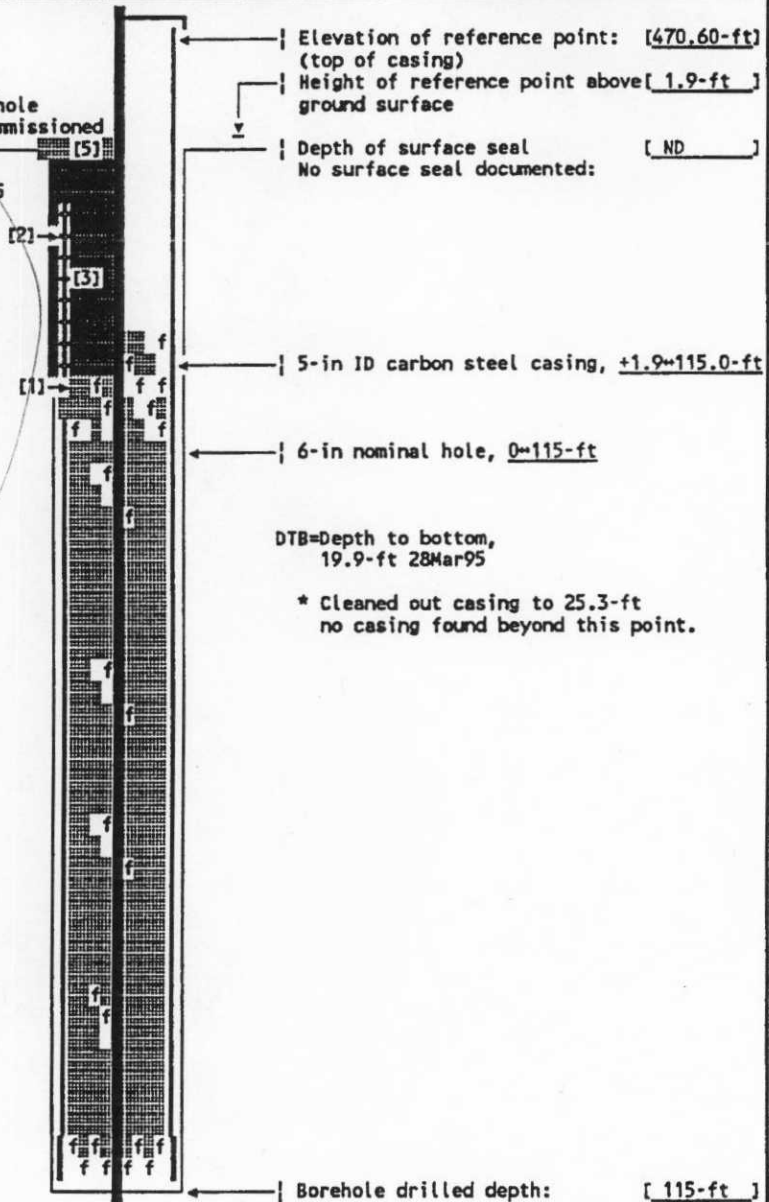 Elevation of reference point: [470.60-ft]
(top of casing)
Height of reference point above[ 1.9-ft ]
ground surface
[5]
Depth of surface seal [ ND ]
No surface seal documented:
[2]
[3]
f
f
5-in ID carbon steel casing, +1.9↔115.0-ft
[1] f f f
f f
f f
6-in nominal hole, 0↔115-ft
f
f
DTB=Depth to bottom,
19.9-ft 28Mar95
* Cleaned out casing to 25.3-ft
no casing found beyond this point.
f
f
f
f
f
f
f f f f
f f f f
Borehole drilled depth: [ 115-ft ]